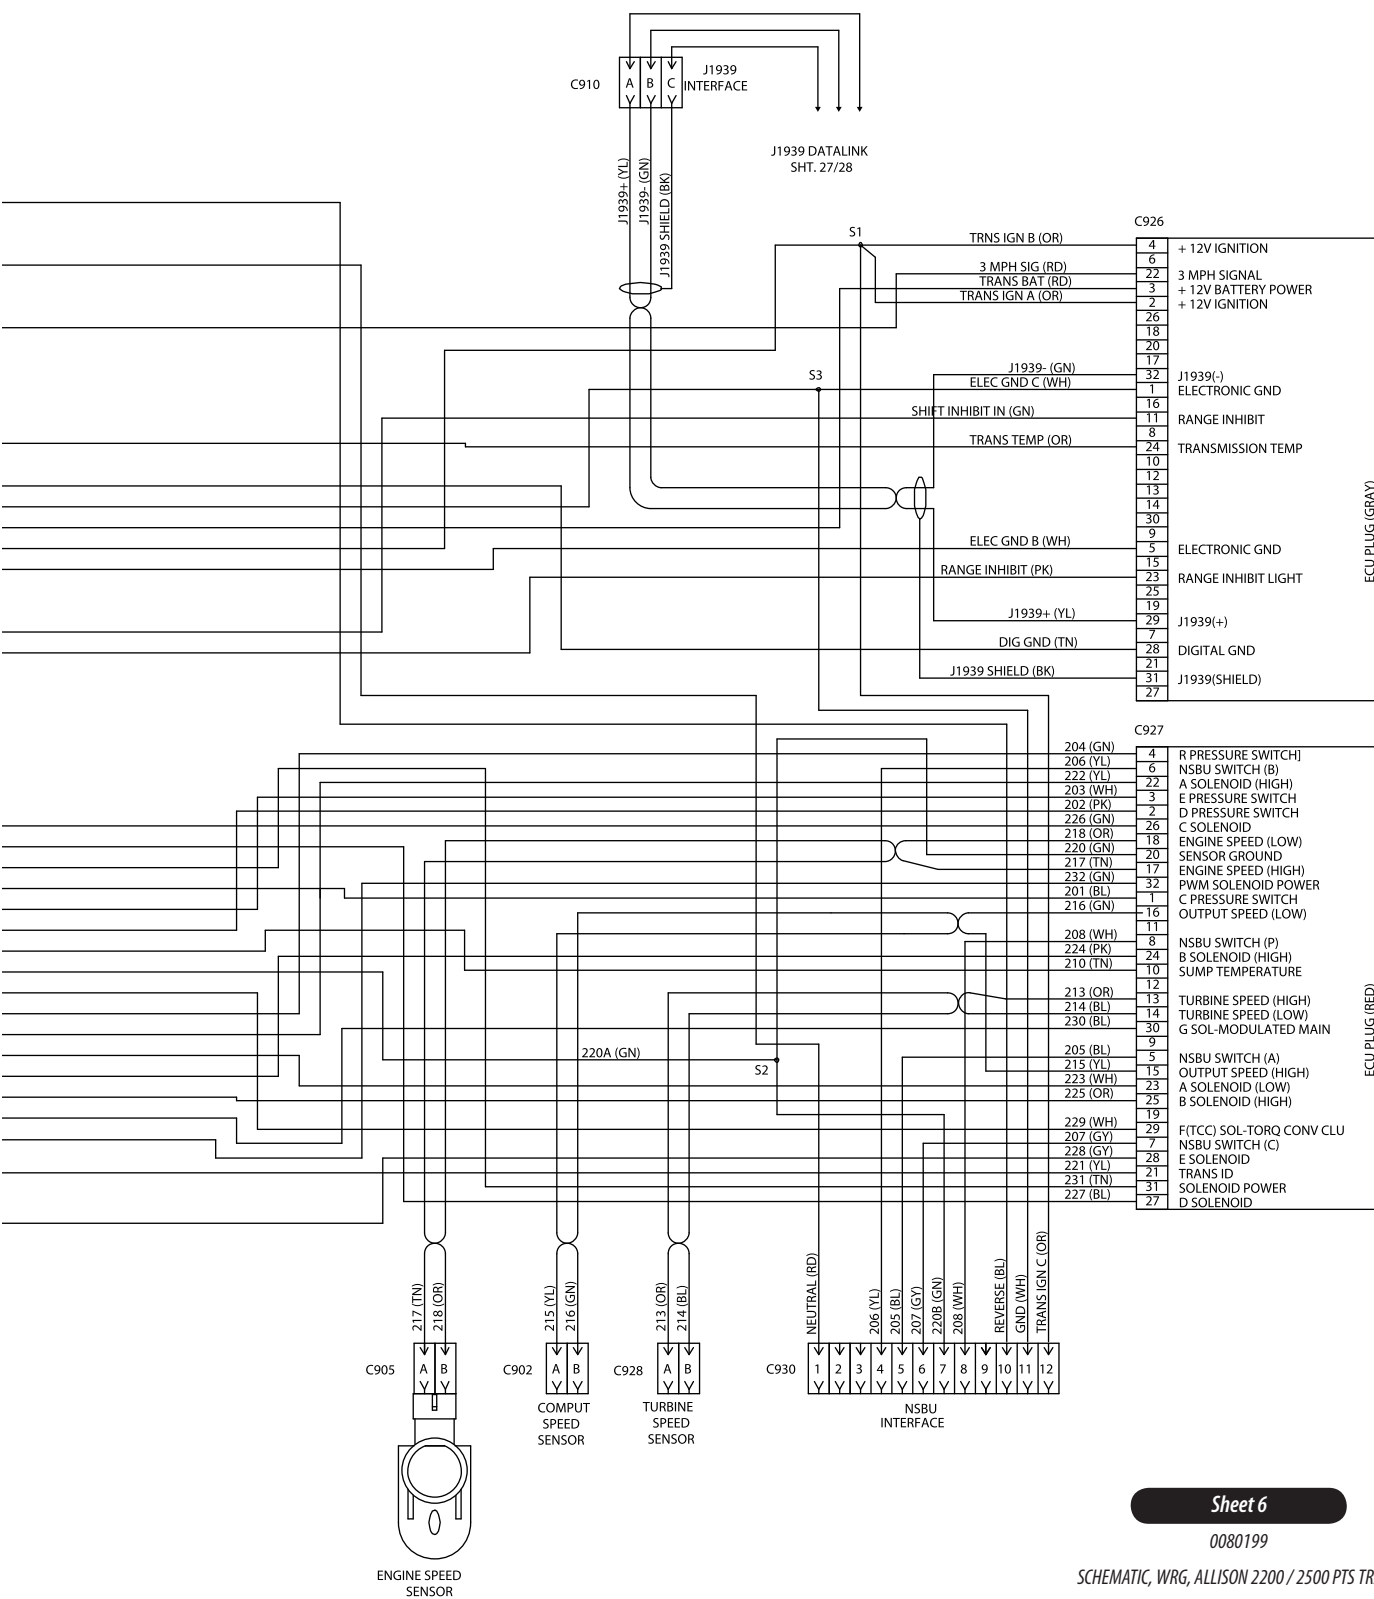 C910
A B C
J1939
INTERFACE
J1939 DATALINK
SHT. 27/28
J1939+ (YL)
J1939- (GN)
J1939 SHIELD (BK)
S1
S3
C926
TRNS IGN B (OR) 4 + 12V IGNITION
6
3 MPH SIG (RD) 22 3 MPH SIGNAL
TRANS BAT (RD) 3 + 12V BATTERY POWER
TRANS IGN A (OR) 2 + 12V IGNITION
26
18
20
17
J1939- (GN) 32 J1939(-)
ELEC GND C (WH) 1 ELECTRONIC GND
16
SHIFT INHIBIT IN (GN) 11 RANGE INHIBIT
8
TRANS TEMP (OR) 24 TRANSMISSION TEMP
10
12
13
14
30
9
ELEC GND B (WH) 5 ELECTRONIC GND
15
RANGE INHIBIT (PK) 23 RANGE INHIBIT LIGHT
25
19
J1939+ (YL) 29 J1939(+)
7
DIG GND (TN) 28 DIGITAL GND
21
J1939 SHIELD (BK) 31 J1939(SHIELD)
27
ECU PLUG (GRAY)
C927
204 (GN) 4 R PRESSURE SWITCH]
206 (YL) 6 NSBU SWITCH (B)
222 (YL) 22 A SOLENOID (HIGH)
203 (WH) 3 E PRESSURE SWITCH
202 (PK) 2 D PRESSURE SWITCH
226 (GN) 26 C SOLENOID
218 (OR) 18 ENGINE SPEED (LOW)
220 (GN) 20 SENSOR GROUND
217 (TN) 17 ENGINE SPEED (HIGH)
232 (GN) 32 PWM SOLENOID POWER
201 (BL) 1 C PRESSURE SWITCH
216 (GN) 16 OUTPUT SPEED (LOW)
11
208 (WH) 8 NSBU SWITCH (P)
224 (PK) 24 B SOLENOID (HIGH)
210 (TN) 10 SUMP TEMPERATURE
12
213 (OR) 13 TURBINE SPEED (HIGH)
214 (BL) 14 TURBINE SPEED (LOW)
230 (BL) 30 G SOL-MODULATED MAIN
9
205 (BL) 5 NSBU SWITCH (A)
215 (YL) 15 OUTPUT SPEED (HIGH)
223 (WH) 23 A SOLENOID (LOW)
225 (OR) 25 B SOLENOID (HIGH)
19
229 (WH) 29 F(TCC) SOL-TORQ CONV CLU
207 (GY) 7 NSBU SWITCH (C)
228 (GY) 28 E SOLENOID
221 (YL) 21 TRANS ID
231 (TN) 31 SOLENOID POWER
227 (BL) 27 D SOLENOID
ECU PLUG (RED)
220A (GN)
S2
217 (TN)
218 (OR)
215 (YL)
216 (GN)
213 (OR)
214 (BL)
NEUTRAL (RD)
206 (YL)
205 (BL)
207 (GY)
220B (GN)
208 (WH)
REVERSE (BL)
GND (WH)
TRANS IGN C (OR)
C905 A B
C902 A B
C928 A B
C930 1 2 3 4 5 6 7 8 9 10 11 12
COMPUT
SPEED
SENSOR
TURBINE
SPEED
SENSOR
NSBU
INTERFACE
ENGINE SPEED
SENSOR
Sheet 6
0080199
SCHEMATIC, WRG, ALLISON 2200 / 2500 PTS TR